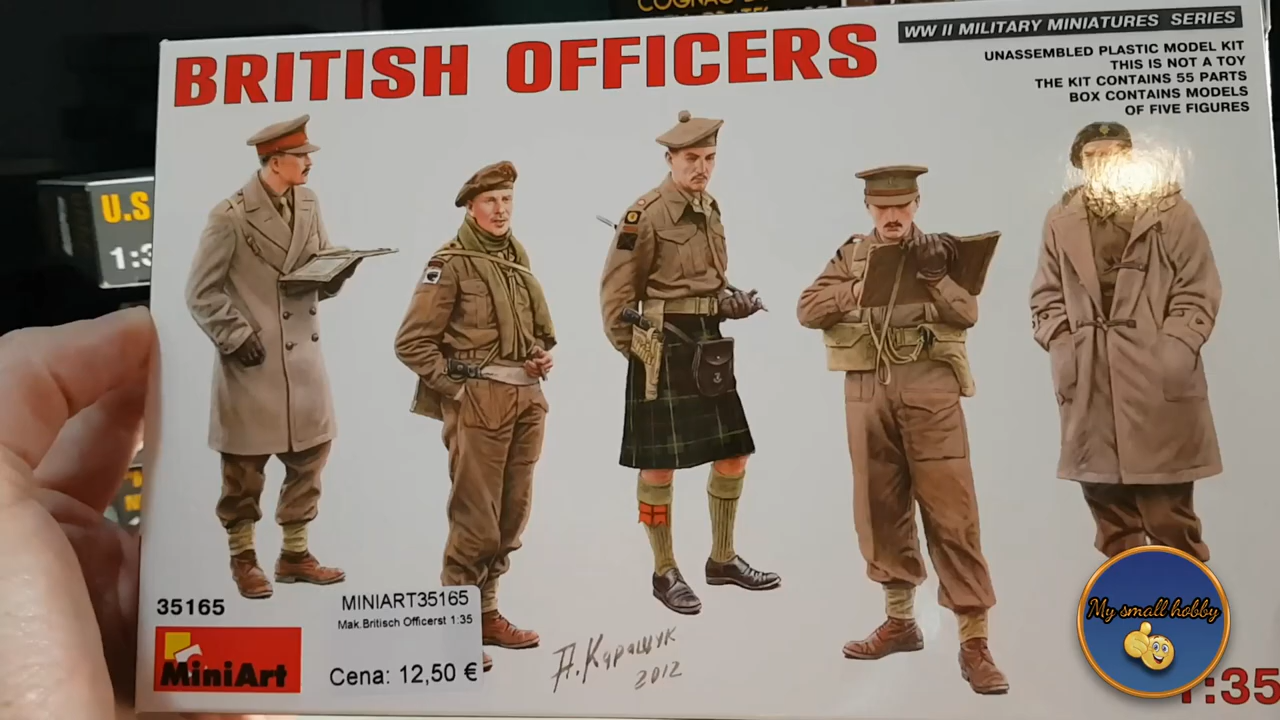 BRITISH OFFICERS
WW II MILITARY MINIATURES SERIES
UNASSEMBLED PLASTIC MODEL KIT
THIS IS NOT A TOY
THE KIT CONTAINS 55 PARTS
BOX CONTAINS MODELS
OF FIVE FIGURES
U.S
1:3
35165
MiniArt
MINIART35165
Mak.Britisch Officerst 1:35
Cena: 12,50 €
А.Каращук
2012
My small hobby
1:35